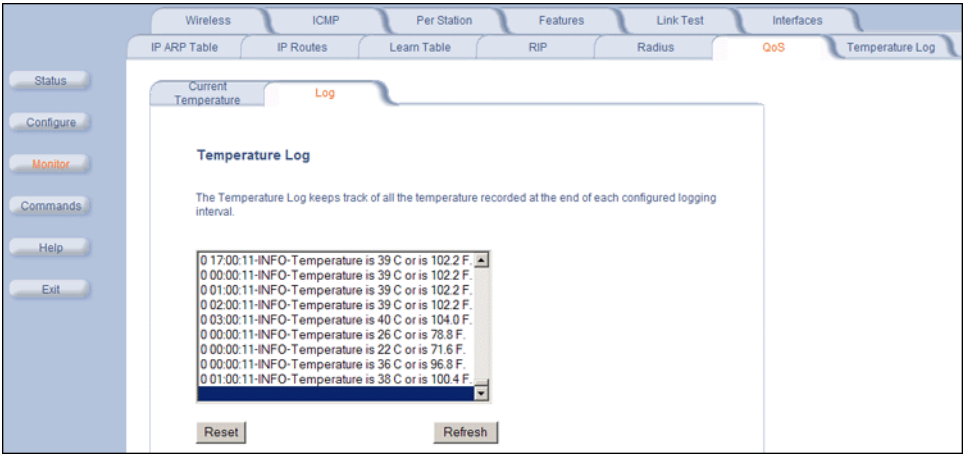 Wireless
ICMP
Per Station
Features
Link Test
Interfaces
IP ARP Table
IP Routes
Learn Table
RIP
Radius
QoS
Temperature Log
Status
Configure
Monitor
Commands
Help
Exit
Current
Temperature
Log
Temperature Log
The Temperature Log keeps track of all the temperature recorded at the end of each configured logging
interval.
0 17:00:11-INFO-Temperature is 39 C or is 102.2 F.
0 00:00:11-INFO-Temperature is 39 C or is 102.2 F.
0 01:00:11-INFO-Temperature is 39 C or is 102.2 F.
0 02:00:11-INFO-Temperature is 39 C or is 102.2 F.
0 03:00:11-INFO-Temperature is 40 C or is 104.0 F.
0 00:00:11-INFO-Temperature is 26 C or is 78.8 F.
0 00:00:11-INFO-Temperature is 22 C or is 71.6 F.
0 00:00:11-INFO-Temperature is 36 C or is 96.8 F.
0 01:00:11-INFO-Temperature is 38 C or is 100.4 F.
Reset
Refresh